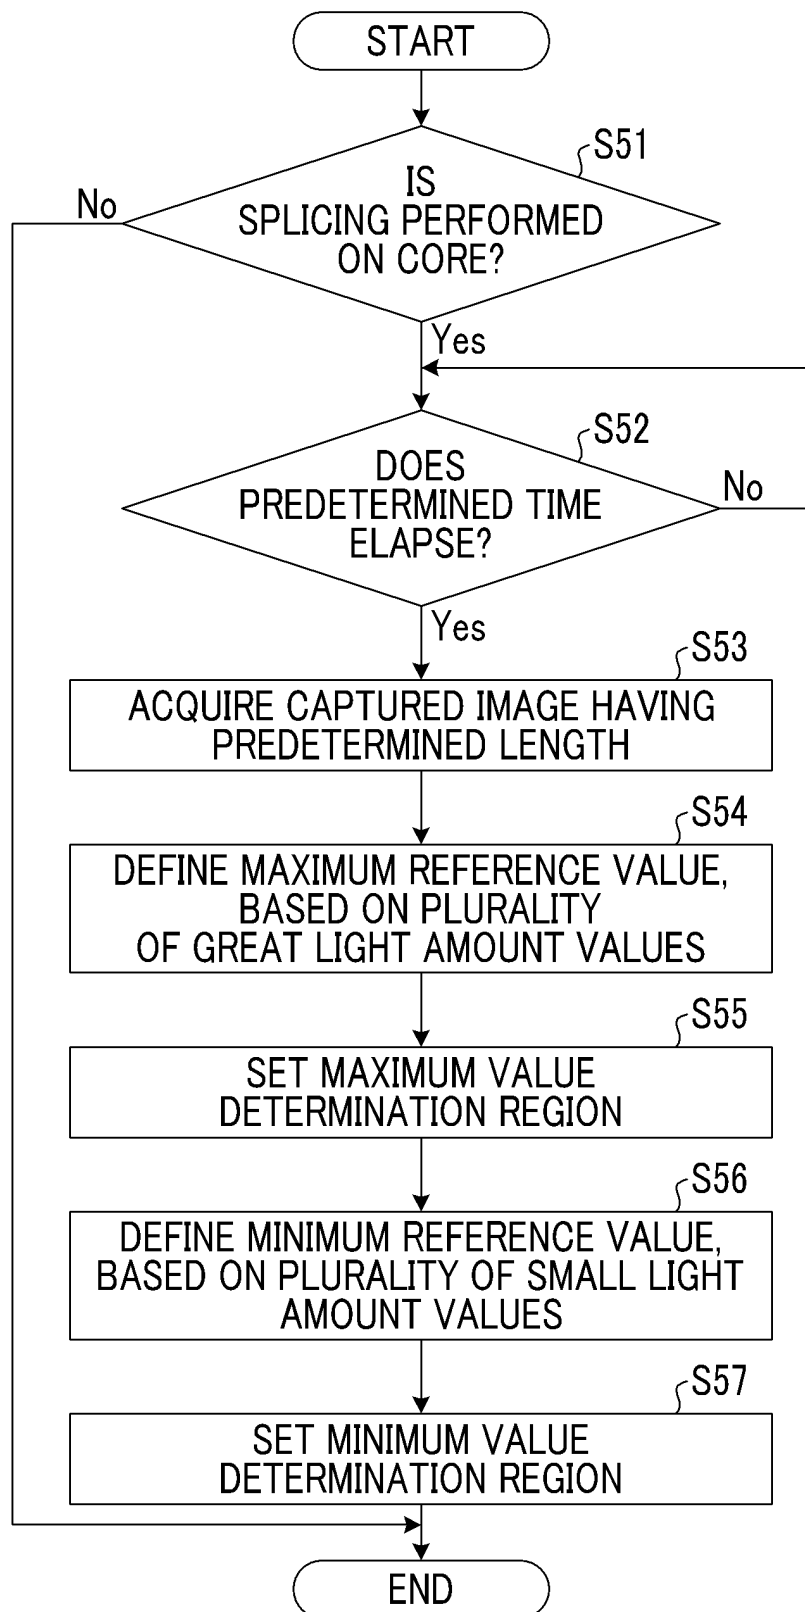 START
S51
IS
SPLICING PERFORMED
ON CORE?
No
Yes
S52
DOES
PREDETERMINED TIME
ELAPSE?
No
Yes
S53
ACQUIRE CAPTURED IMAGE HAVING
PREDETERMINED LENGTH
S54
DEFINE MAXIMUM REFERENCE VALUE,
BASED ON PLURALITY
OF GREAT LIGHT AMOUNT VALUES
S55
SET MAXIMUM VALUE
DETERMINATION REGION
S56
DEFINE MINIMUM REFERENCE VALUE,
BASED ON PLURALITY OF SMALL LIGHT
AMOUNT VALUES
S57
SET MINIMUM VALUE
DETERMINATION REGION
END